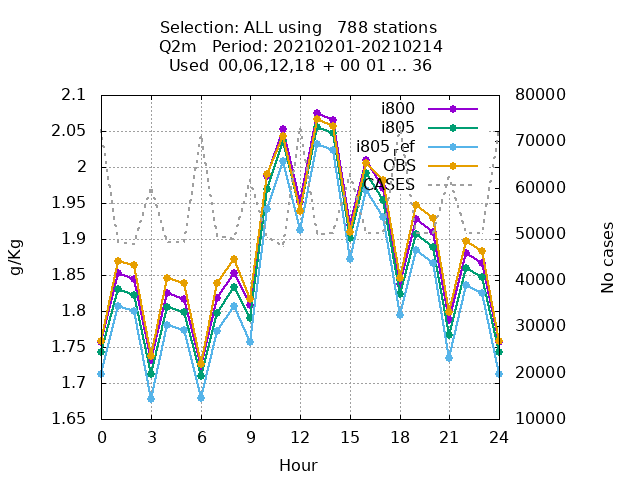 Selection: ALL using   788 stations
Q2m   Period: 20210201-20210214
Used  00,06,12,18 + 00 01 ... 36
i800
i805
i805ref
OBS
CASES
2.1
2.05
2
1.95
1.9
1.85
1.8
1.75
1.7
1.65
80000
70000
60000
50000
40000
30000
20000
10000
g/Kg
No cases
0 3 6 9 12 15 18 21 24
Hour